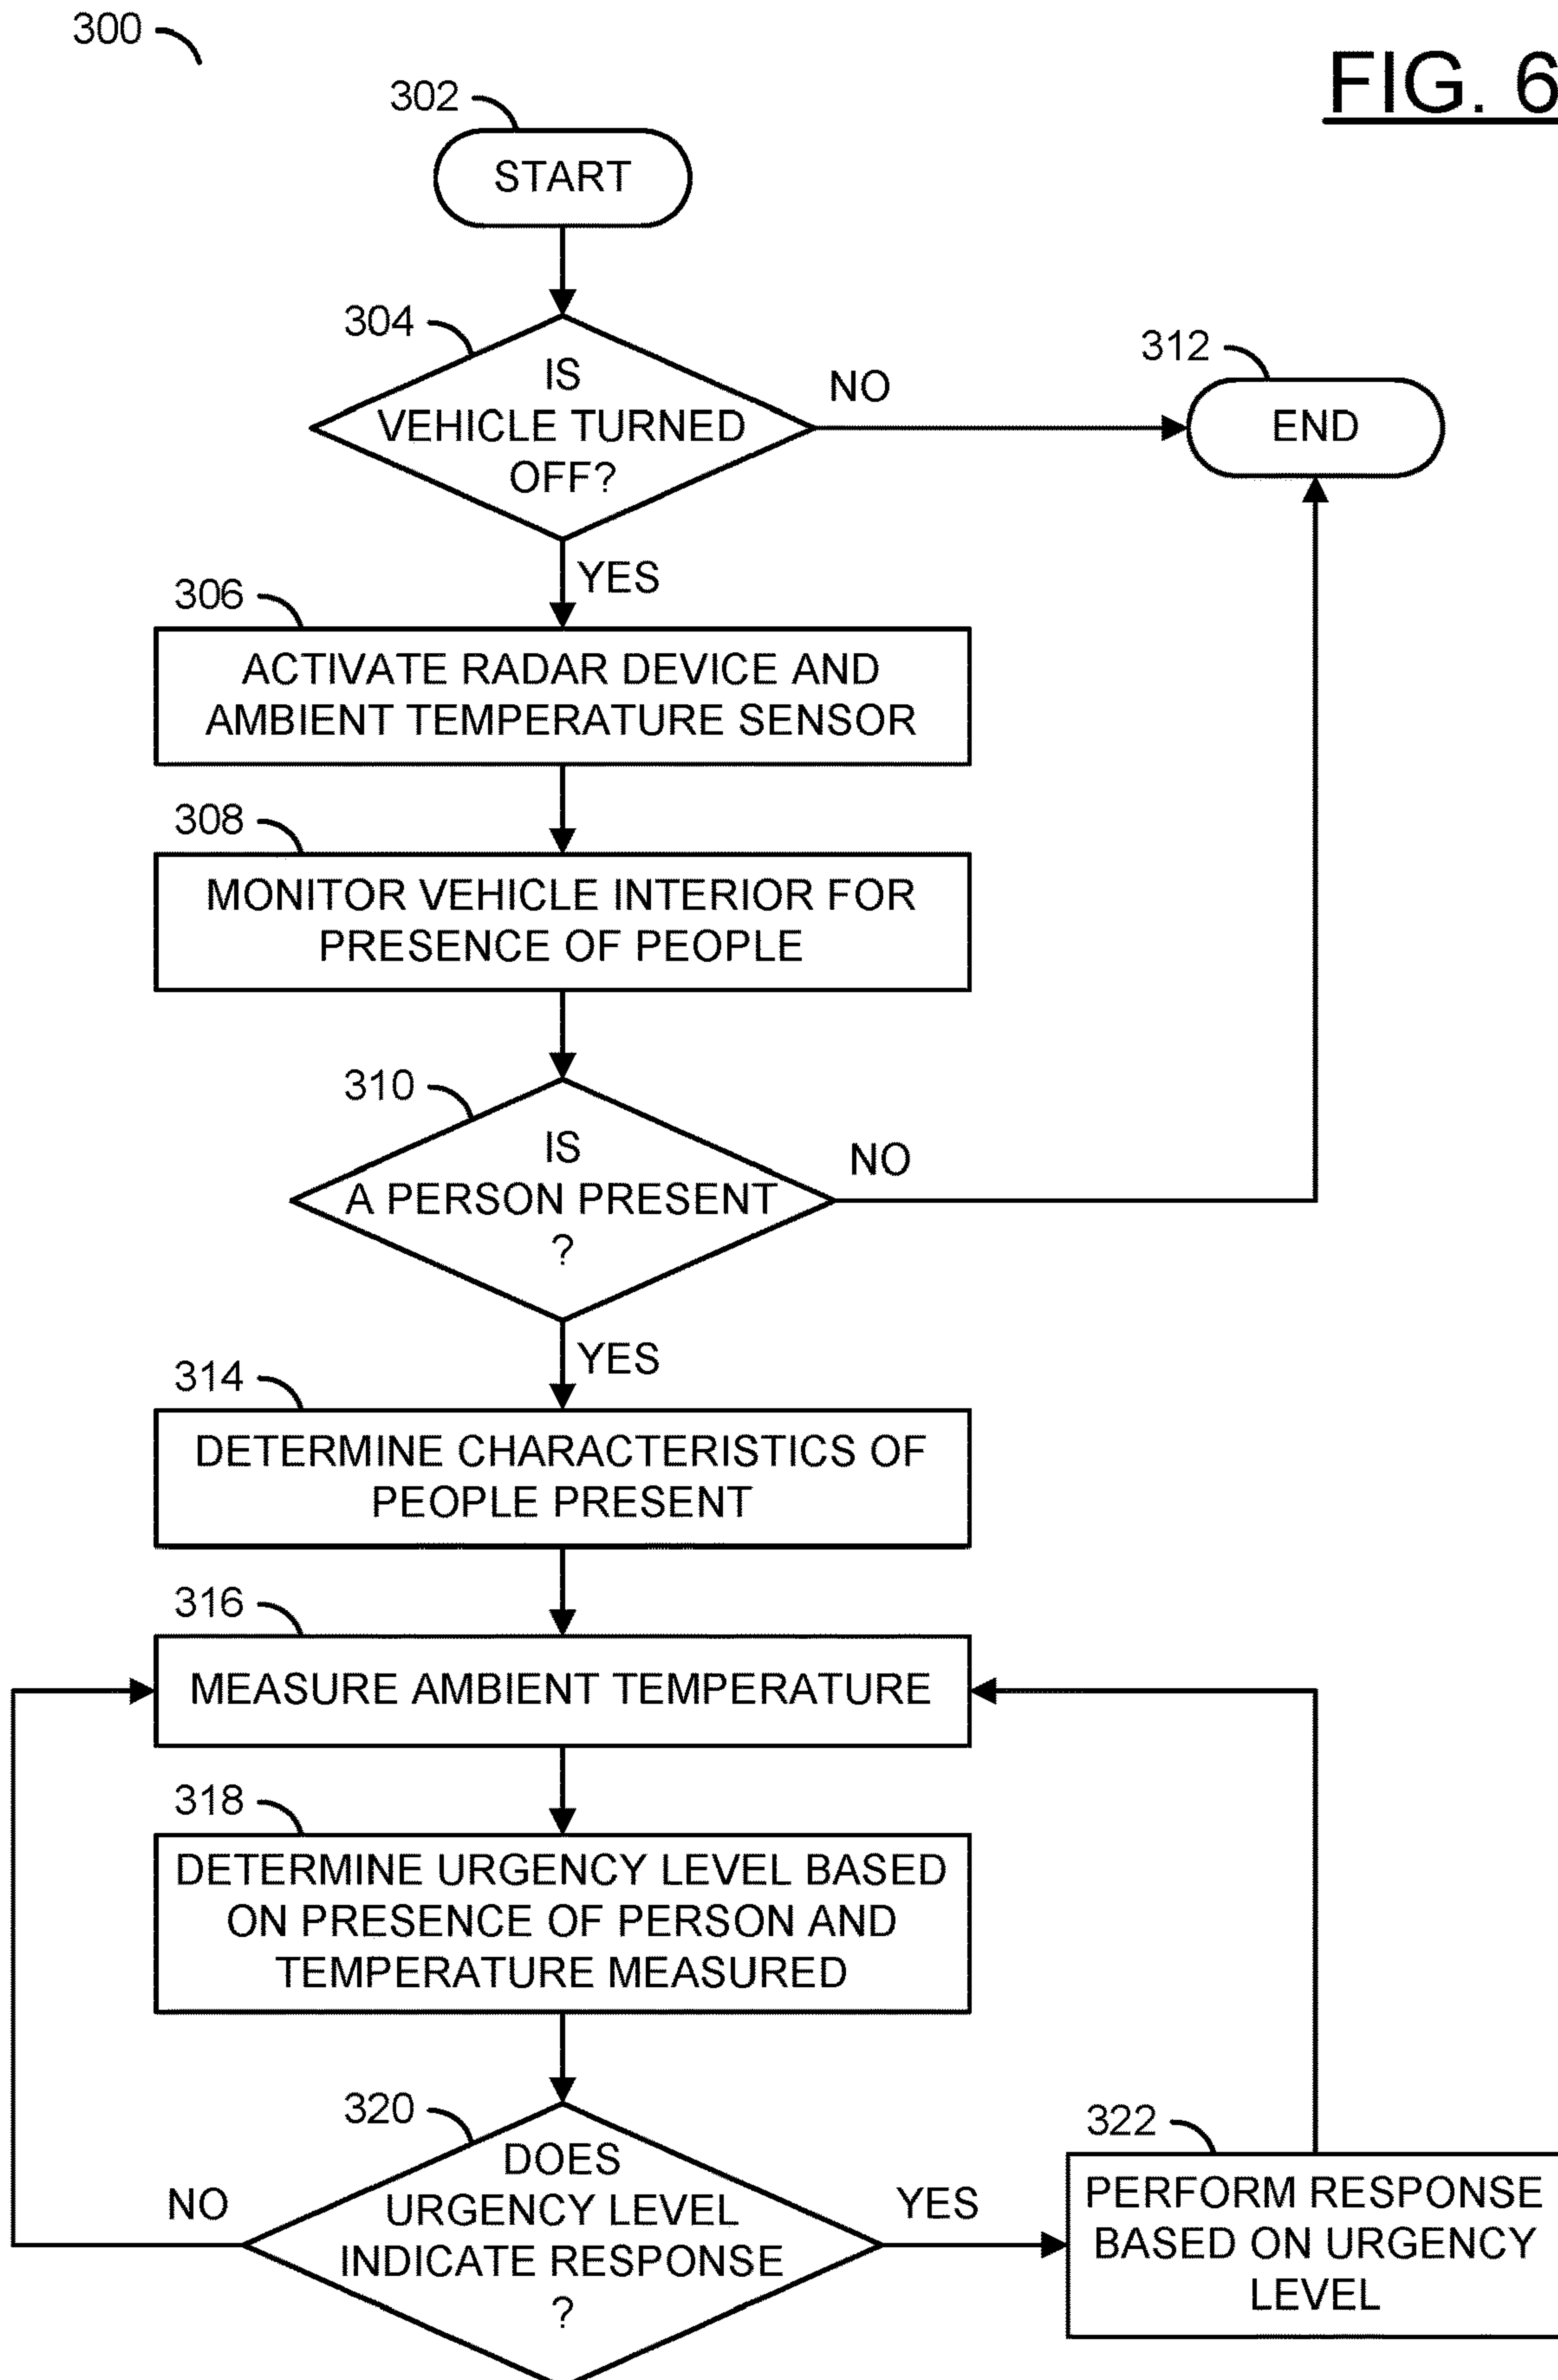 300
FIG. 6
302
START
304
IS
VEHICLE TURNED
OFF?
NO
312
END
YES
306
ACTIVATE RADAR DEVICE AND
AMBIENT TEMPERATURE SENSOR
308
MONITOR VEHICLE INTERIOR FOR
PRESENCE OF PEOPLE
310
IS
A PERSON PRESENT
?
NO
YES
314
DETERMINE CHARACTERISTICS OF
PEOPLE PRESENT
316
MEASURE AMBIENT TEMPERATURE
318
DETERMINE URGENCY LEVEL BASED
ON PRESENCE OF PERSON AND
TEMPERATURE MEASURED
320
DOES
URGENCY LEVEL
INDICATE RESPONSE
?
NO
YES
322
PERFORM RESPONSE
BASED ON URGENCY
LEVEL